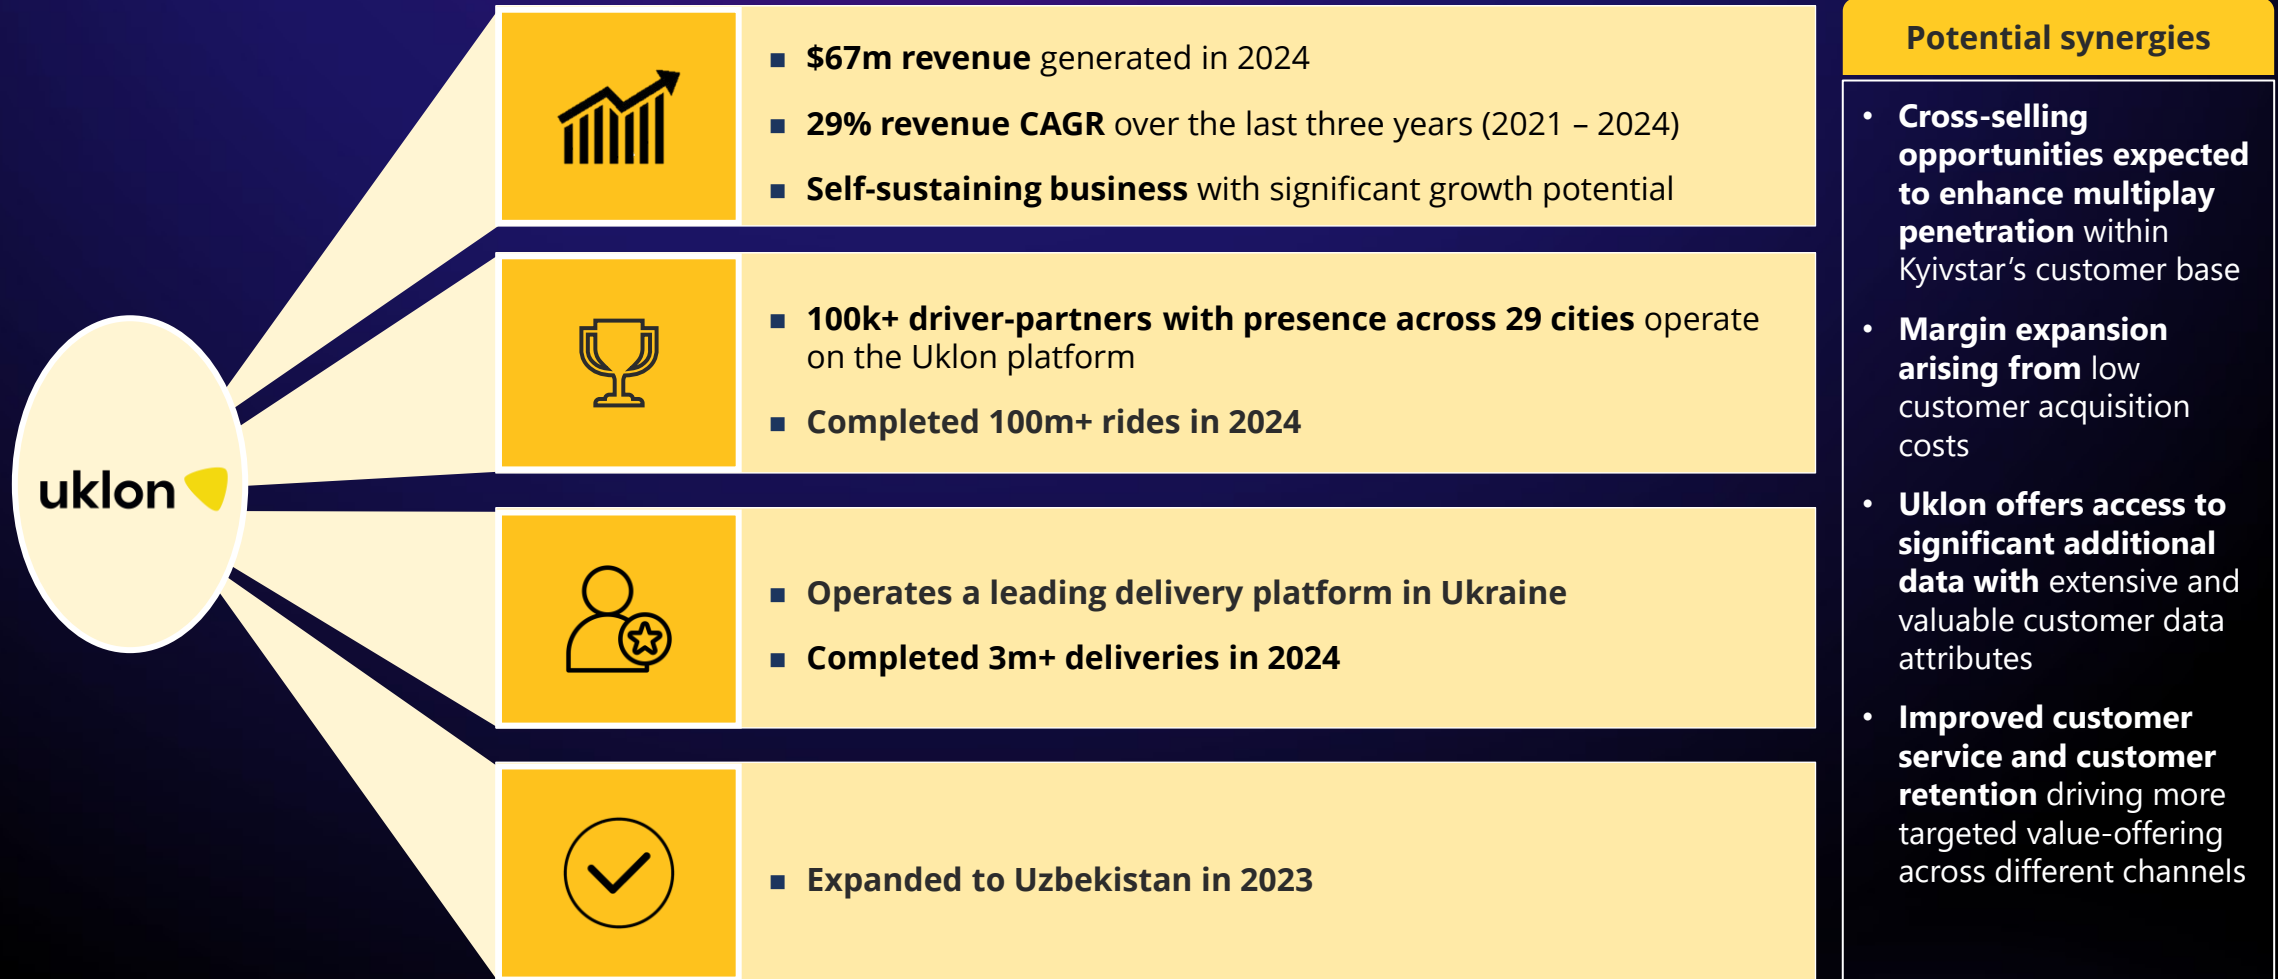 uklon
$67m revenue generated in 2024
29% revenue CAGR over the last three years (2021 – 2024)
Self-sustaining business with significant growth potential
100k+ driver-partners with presence across 29 cities operate
on the Uklon platform
Completed 100m+ rides in 2024
Operates a leading delivery platform in Ukraine
Completed 3m+ deliveries in 2024
Expanded to Uzbekistan in 2023
Potential synergies
Cross-selling
opportunities expected
to enhance multiplay
penetration within
Kyivstar’s customer base
Margin expansion
arising from low
customer acquisition
costs
Uklon offers access to
significant additional
data with extensive and
valuable customer data
attributes
Improved customer
service and customer
retention driving more
targeted value-offering
across different channels